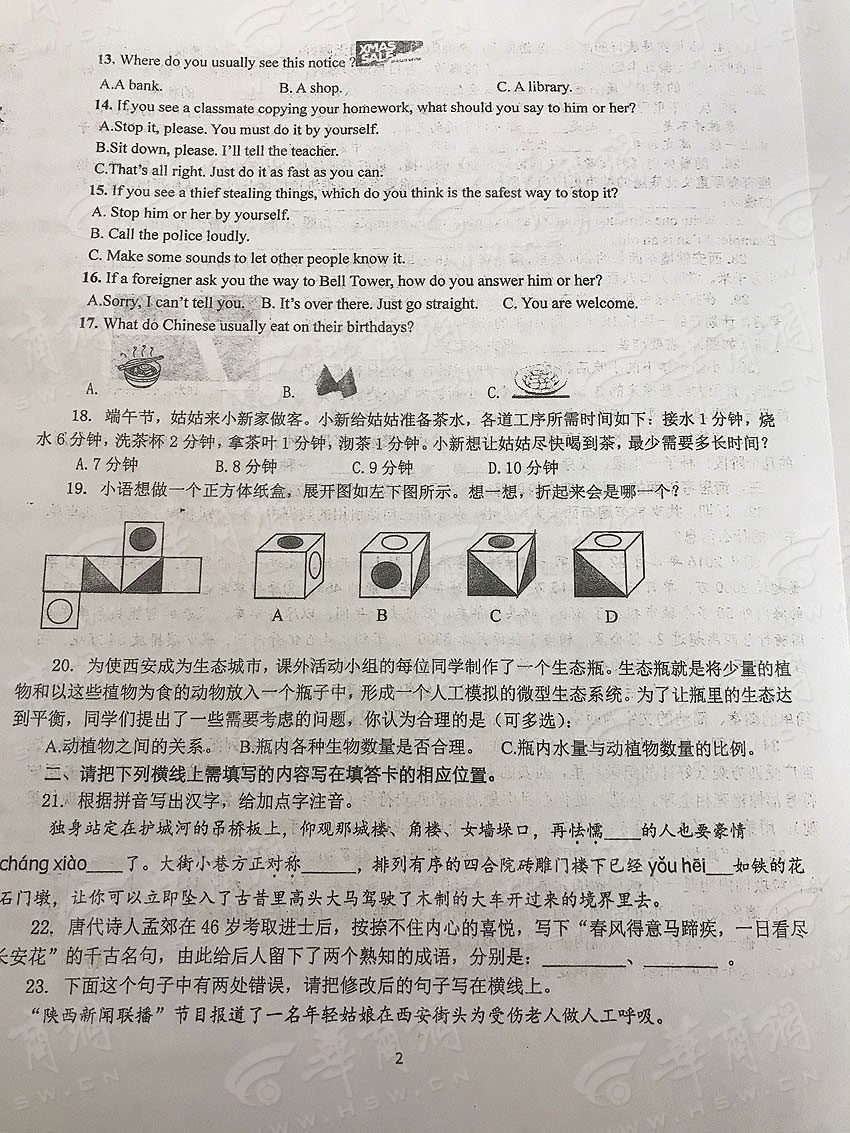 13. Where do you usually see this notice ? XMAS SALE
A.A bank. B. A shop. C. A library.
14. If you see a classmate copying your homework, what should you say to him or her?
A.Stop it, please. You must do it by yourself.
B.Sit down, please. I'll tell the teacher.
C.That's all right. Just do it as fast as you can.
15. If you see a thief stealing things, which do you think is the safest way to stop it?
A. Stop him or her by yourself.
B. Call the police loudly.
C. Make some sounds to let other people know it.
16. If a foreigner ask you the way to Bell Tower, how do you answer him or her?
A.Sorry, I can't tell you. B. It's over there. Just go straight. C. You are welcome.
17. What do Chinese usually eat on their birthdays?
A. B. C.
18. 端午节，姑姑来小新家做客。小新给姑姑准备茶水，各道工序所需时间如下：接水1分钟，烧
水6分钟，洗茶杯2分钟，拿茶叶1分钟，沏茶1分钟。小新想让姑姑尽快喝到茶，最少需要多长时间？
A.7分钟 B.8分钟 C.9分钟 D.10分钟
19. 小语想做一个正方体纸盒，展开图如左下图所示。想一想，折起来会是哪一个？
A B C D
20. 为使西安成为生态城市，课外活动小组的每位同学制作了一个生态瓶。生态瓶就是将少量的植
物和以这些植物为食的动物放入一个瓶子中，形成一个人工模拟的微型生态系统。为了让瓶里的生态达
到平衡，同学们提出了一些需要考虑的问题，你认为合理的是（可多选）：
A.动植物之间的关系。 B.瓶内各种生物数量是否合理。 C.瓶内水量与动植物数量的比例。
二、请把下列横线上需填写的内容写在填答卡的相应位置。
21. 根据拼音写出汉字，给加点字注音。
独身站定在护城河的吊桥板上，仰观那城楼、角楼、女墙垛口，再怯懦____的人也要豪情
cháng xiào____了。大街小巷方正对称______，排列有序的四合院砖雕门楼下已经yǒu hēi___如铁的花
石门墩，让你可以立即坠入了古昔里高头大马驾驶了木制的大车开过来的境界里去。
22. 唐代诗人孟郊在46岁考取进士后，按捺不住内心的喜悦，写下“春风得意马蹄疾，一日看尽
长安花”的千古名句，由此给后人留下了两个熟知的成语，分别是：________、_______ 。
23. 下面这个句子中有两处错误，请把修改后的句子写在横线上。
“陕西新闻联播”节目报道了一名年轻姑娘在西安街头为受伤老人做人工呼吸。
2
华商网
WWW.HSW.CN